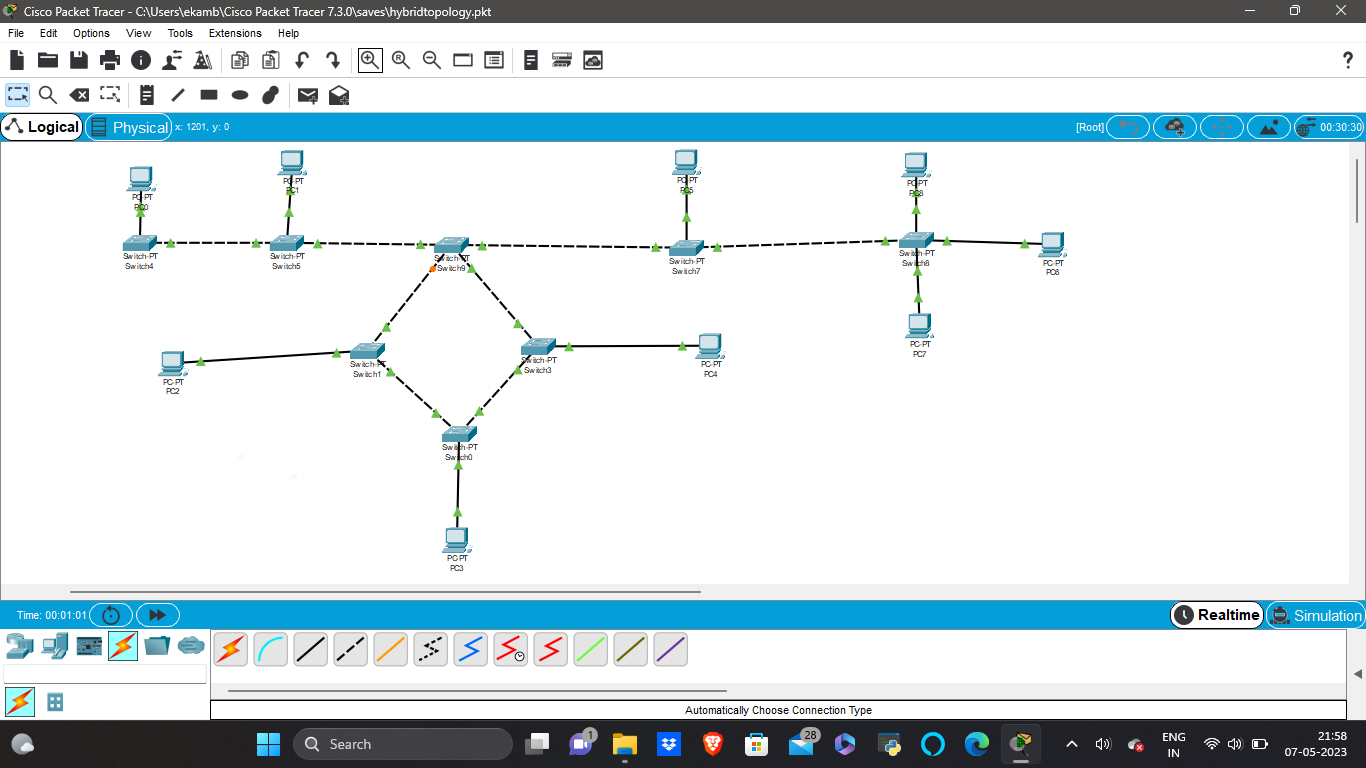 Cisco Packet Tracer - C:\Users\ekamb\Cisco Packet Tracer 7.3.0\saves\hybridtopology.pkt
File Edit Options View Tools Extensions Help
Logical Physical x: 1201, y: 0 [Root] 00:30:30
PC-PT
PC0
PC-PT
PC1
PC-PT
PC5
PC-PT
Switch-PT
Switch4
Switch-PT
Switch5
Switch-PT
Switch9
Switch-PT
Switch7
Switch-PT
PC-PT
PC6
PC-PT
PC7
PC-PT
PC2
Switch-PT
Switch1
Switch-PT
Switch3
PC-PT
PC4
Switch-PT
Switch0
PC-PT
PC3
Time: 00:01:01 Realtime Simulation
Automatically Choose Connection Type
Search
1
28
ENG
IN
21:58
07-05-2023